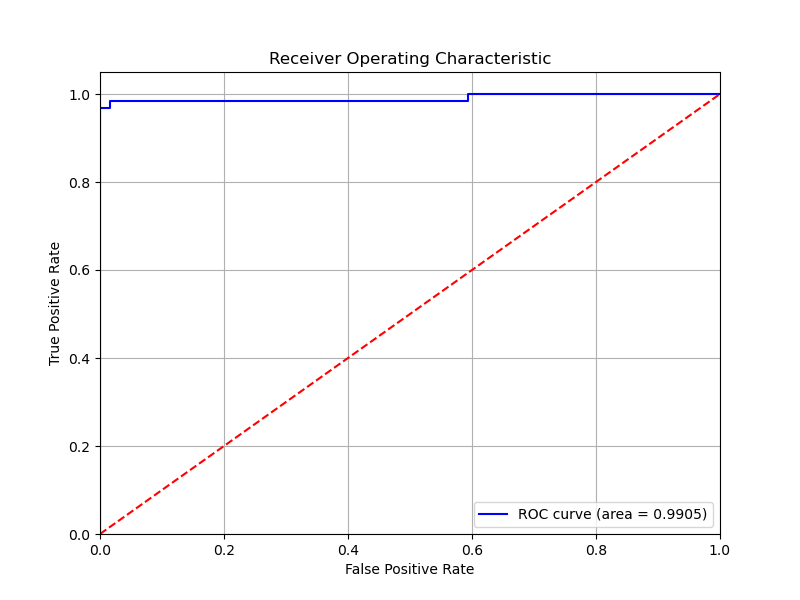 Receiver Operating Characteristic
True Positive Rate
1.0
0.8
0.6
0.4
0.2
0.0
ROC curve (area = 0.9905)
0.0 0.2 0.4 0.6 0.8 1.0
False Positive Rate